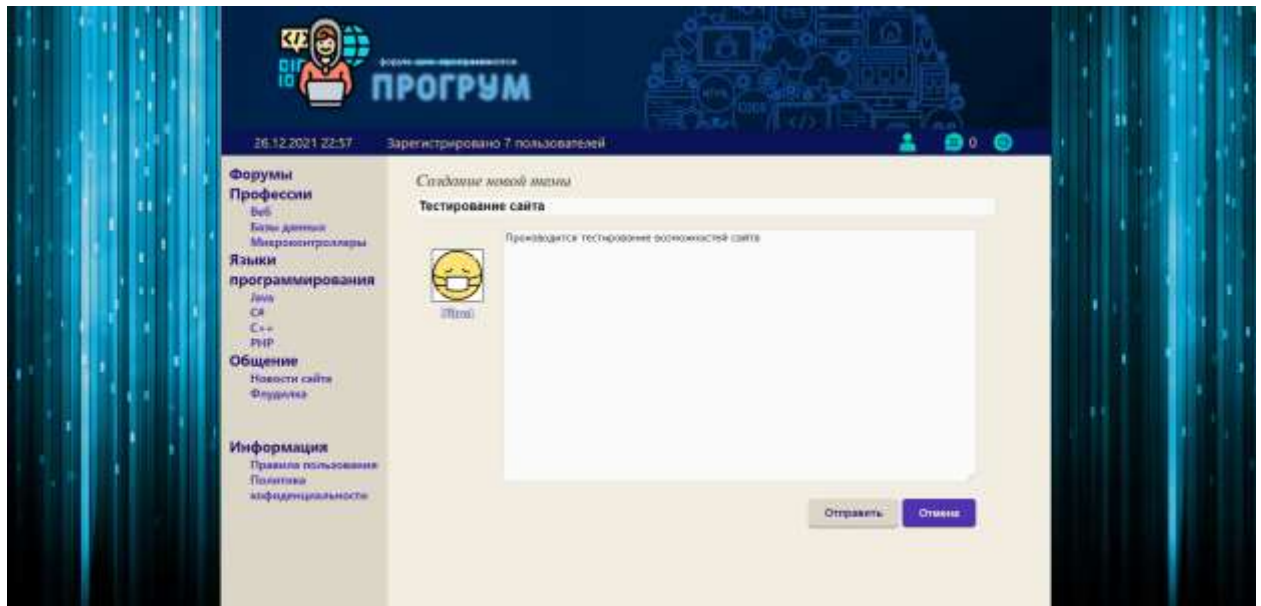 форум
ПРОГРУМ
26.12.2021 22:57
Зарегистрировано 7 пользователей
0
Форумы
Профессии
Веб
Базы данных
Микроконтроллеры
Языки
программирования
Java
C#
C++
PHP
Общение
Новости сайта
Флудилка
Информация
Правила пользования
Политика
кофиденциальности
Создание новой темы
Тестирование сайта
Производится тестирование возможностей сайта
Отправить
Отмена